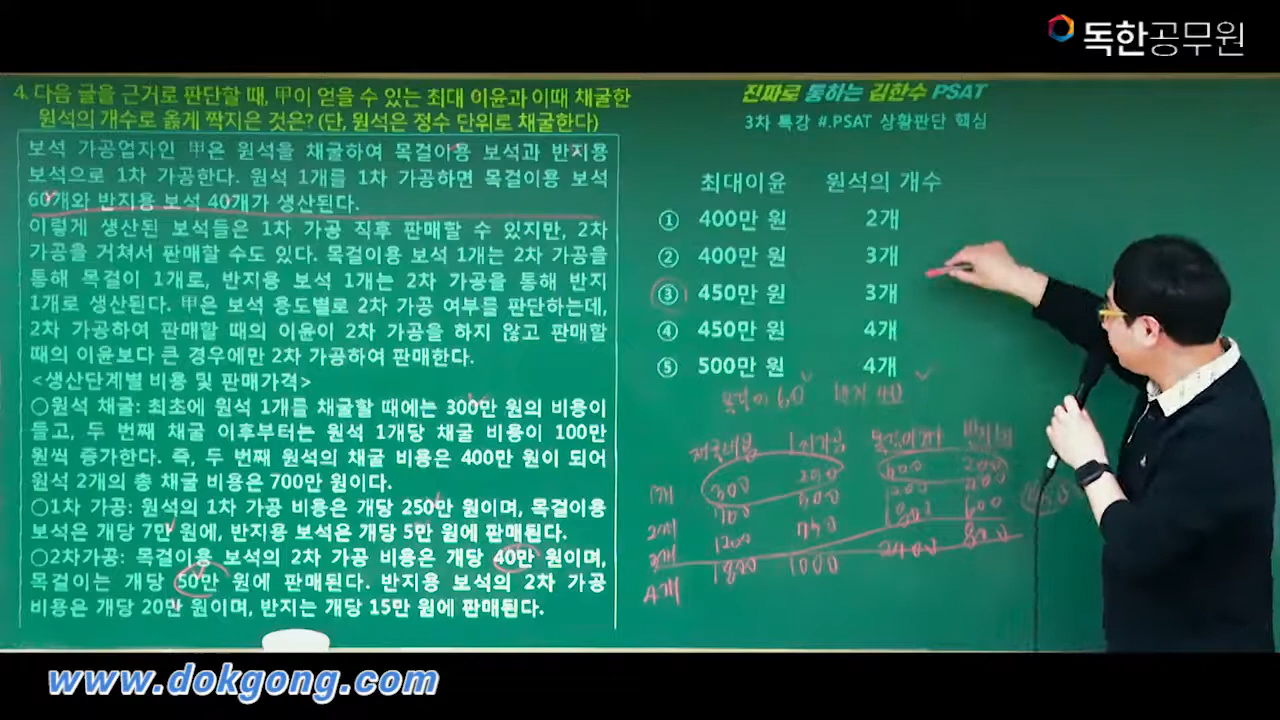 독한공무원
4. 다음 글을 근거로 판단할 때, 甲이 얻을 수 있는 최대 이윤과 이때 채굴한
원석의 개수로 옳게 짝지은 것은? (단, 원석은 정수 단위로 채굴한다)
보석 가공업자인 甲은 원석을 채굴하여 목걸이용 보석과 반지용
보석으로 1차 가공한다. 원석 1개를 1차 가공하면 목걸이용 보석
60개와 반지용 보석 40개가 생산된다.
이렇게 생산된 보석들은 1차 가공 직후 판매할 수 있지만, 2차
가공을 거쳐서 판매할 수도 있다. 목걸이용 보석 1개는 2차 가공을
통해 목걸이 1개로, 반지용 보석 1개는 2차 가공을 통해 반지
1개로 생산된다. 甲은 보석 용도별로 2차 가공 여부를 판단하는데,
2차 가공하여 판매할 때의 이윤이 2차 가공을 하지 않고 판매할
때의 이윤보다 큰 경우에만 2차 가공하여 판매한다.
<생산단계별 비용 및 판매가격>
○원석 채굴: 최초에 원석 1개를 채굴할 때에는 300만 원의 비용이
들고, 두 번째 채굴 이후부터는 원석 1개당 채굴 비용이 100만
원씩 증가한다. 즉, 두 번째 원석의 채굴 비용은 400만 원이 되어
원석 2개의 총 채굴 비용은 700만 원이다.
○1차 가공: 원석의 1차 가공 비용은 개당 250만 원이며, 목걸이용
보석은 개당 7만 원에, 반지용 보석은 개당 5만 원에 판매된다.
○2차가공: 목걸이용 보석의 2차 가공 비용은 개당 40만 원이며,
목걸이는 개당 50만 원에 판매된다. 반지용 보석의 2차 가공
비용은 개당 20만 원이며, 반지는 개당 15만 원에 판매된다.
진짜로 통하는 김한수 PSAT
3차 특강 #.PSAT 상황판단 핵심
최대이윤 원석의 개수
① 400만 원 2개
② 400만 원 3개
③ 450만 원 3개
④ 450만 원 4개
⑤ 500만 원 4개
1개 300
2개 700
3개 1200
4개 1800 1000 2400 800
www.dokgong.com